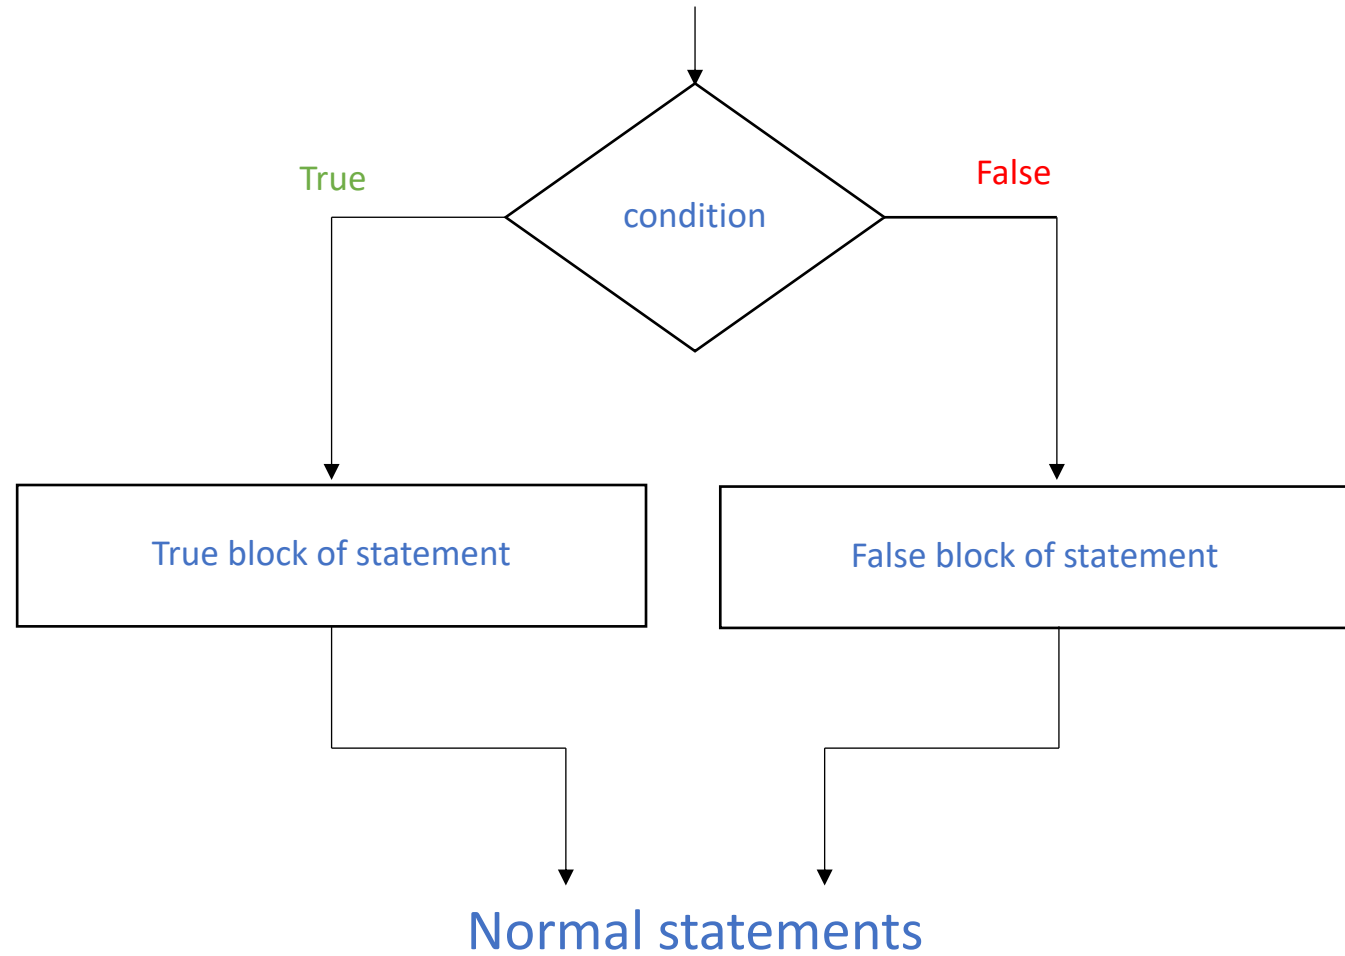 True
False
condition
True block of statement
False block of statement
Normal statements